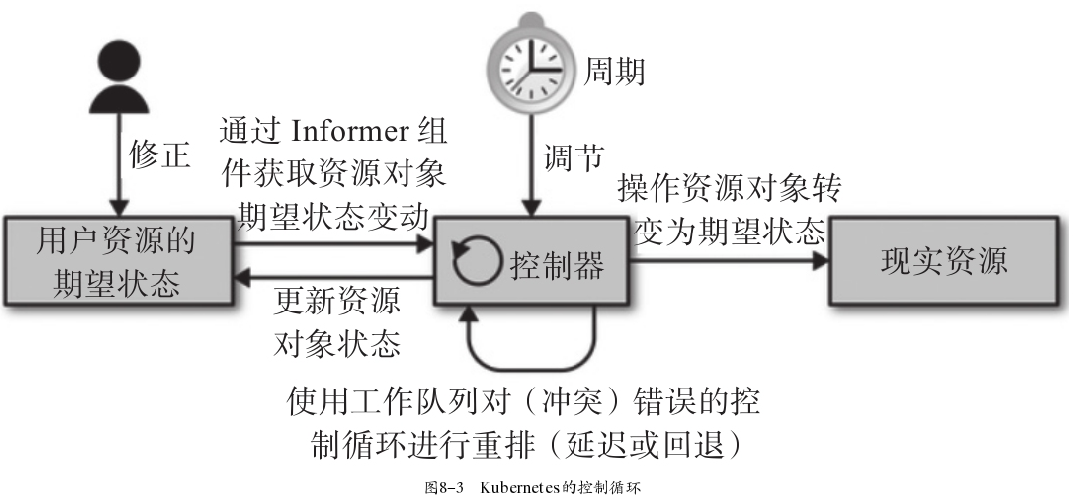 周期
修正
通过 Informer 组
件获取资源对象
期望状态变动
调节
操作资源对象转
变为期望状态
用户资源的
期望状态
控制器
现实资源
更新资源
对象状态
使用工作队列对（冲突）错误的控
制循环进行重排（延迟或回退）
图8-3 Kubernetes的控制循环